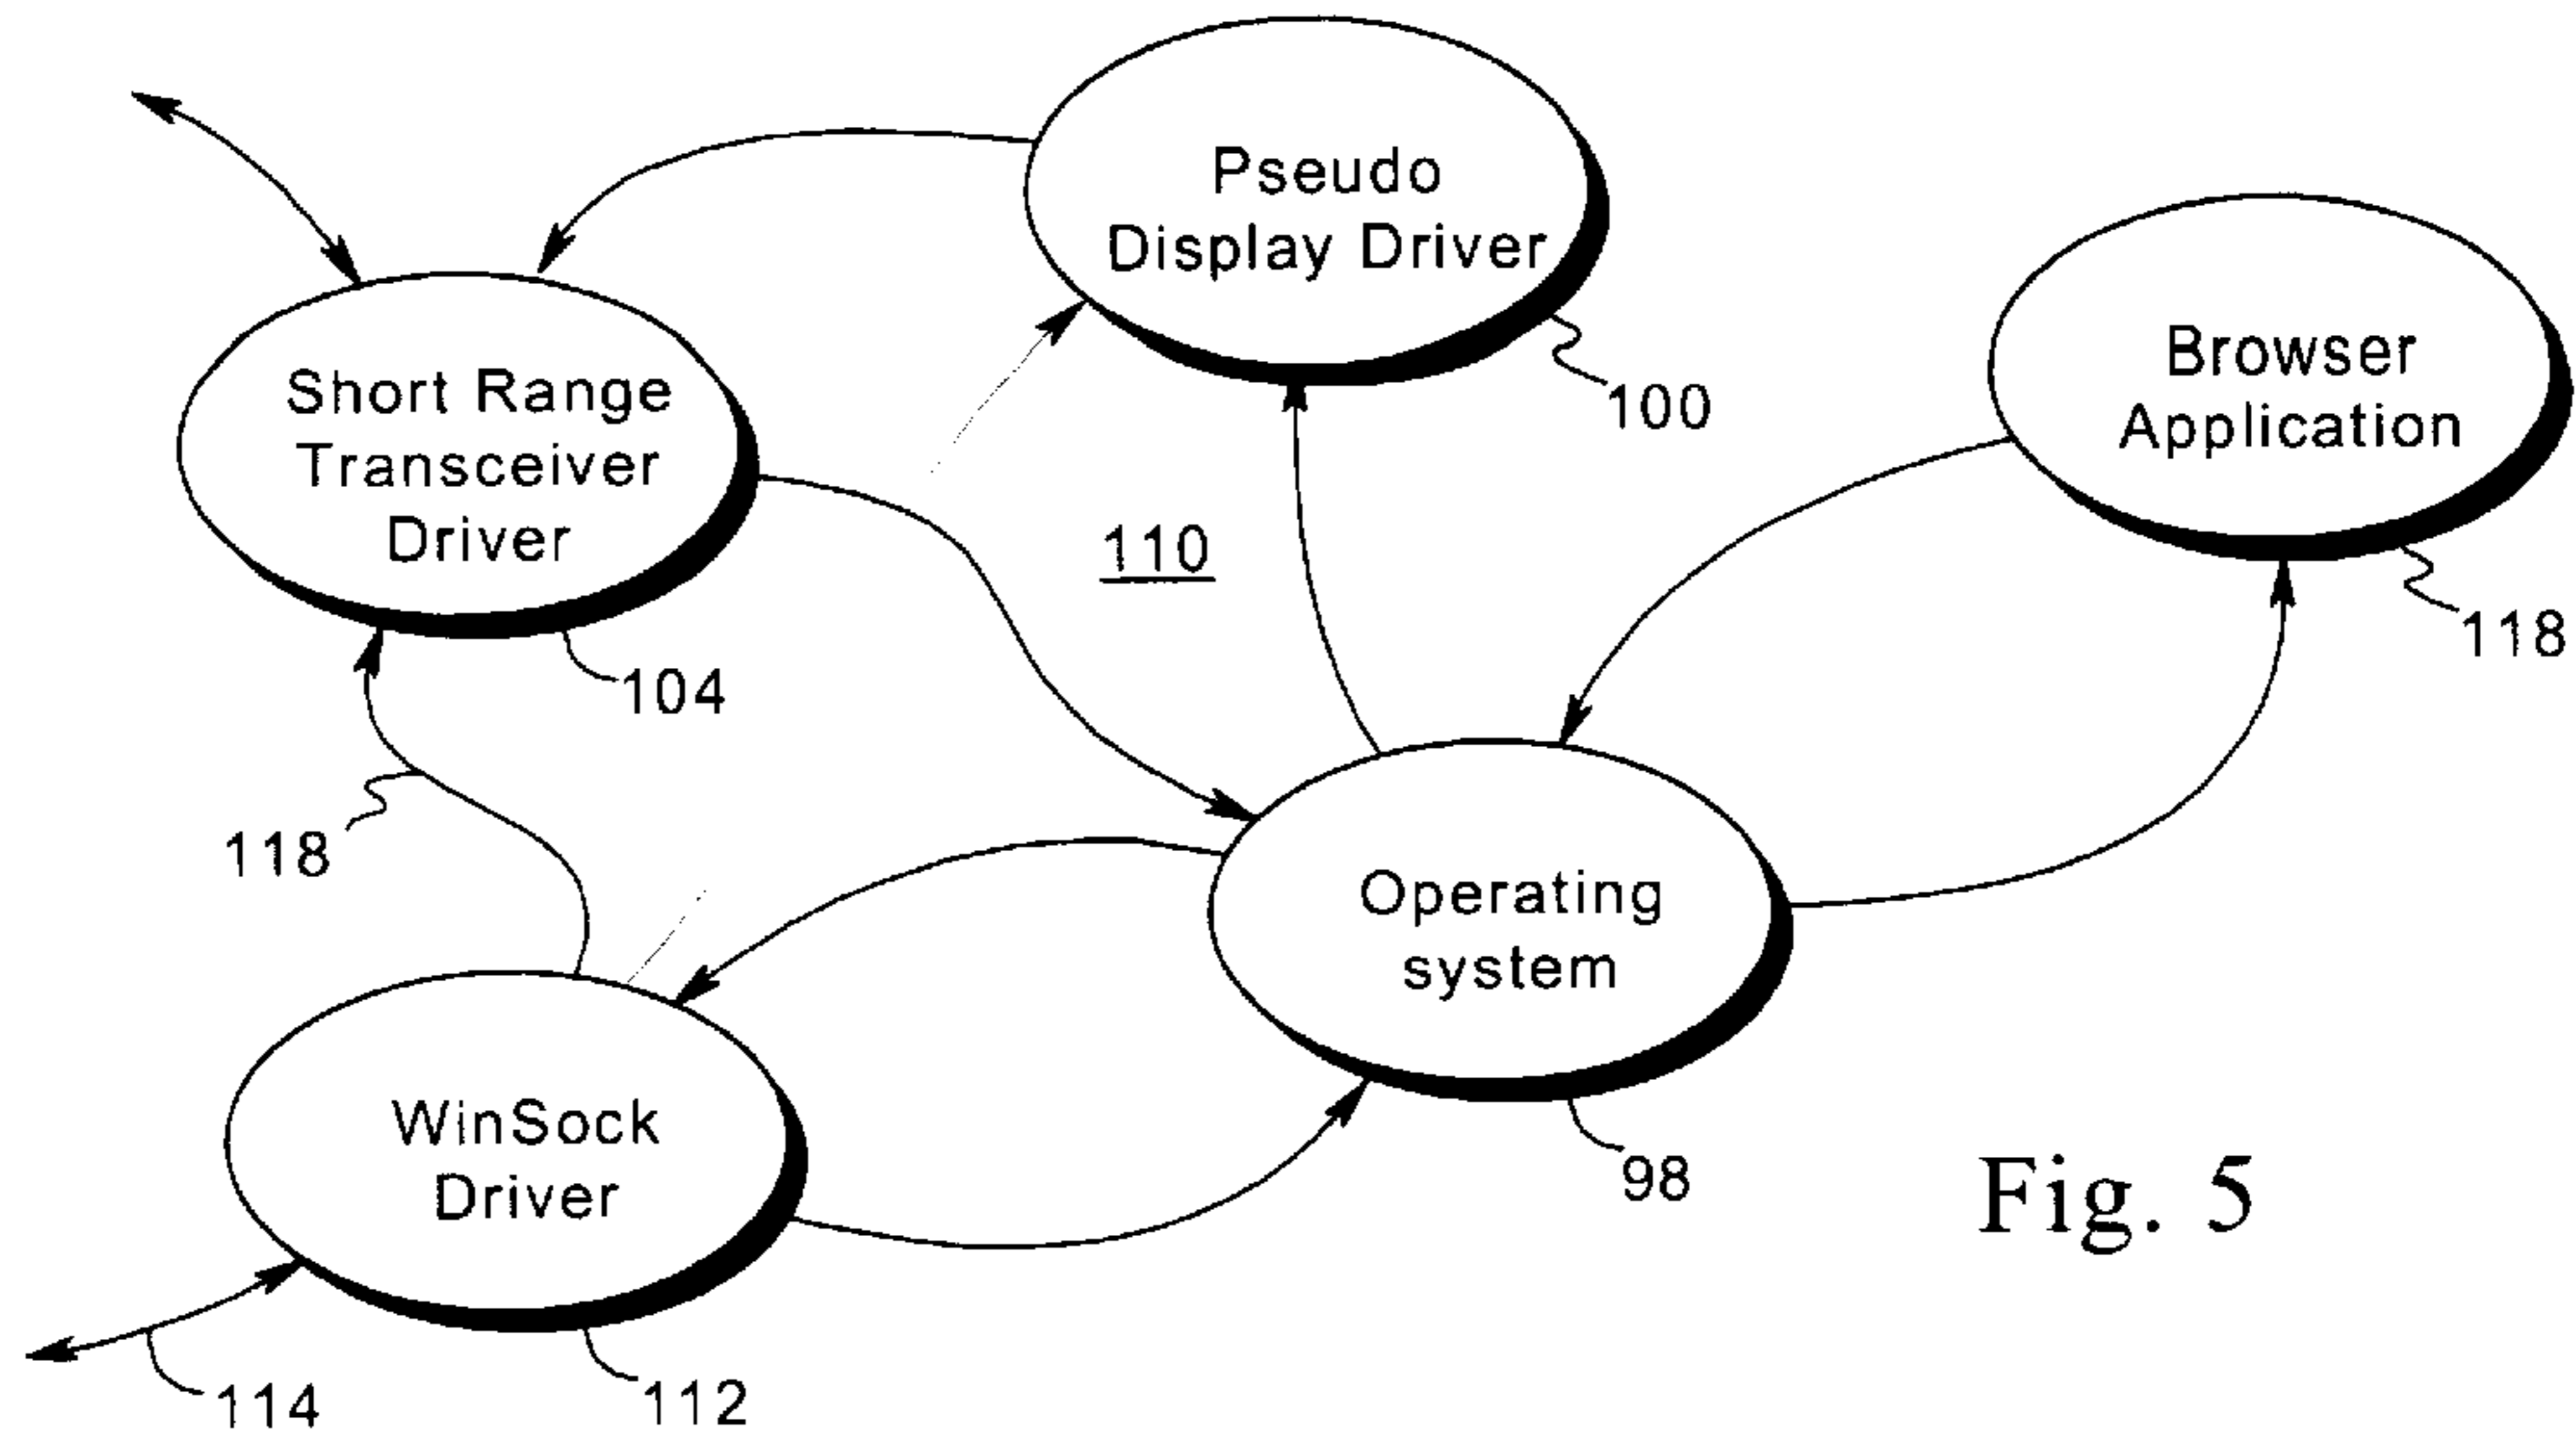 Pseudo
Display Driver
100
Browser
Application
118
Short Range
Transceiver
Driver
104
110
118
Operating
system
98
WinSock
Driver
112
114
Fig. 5